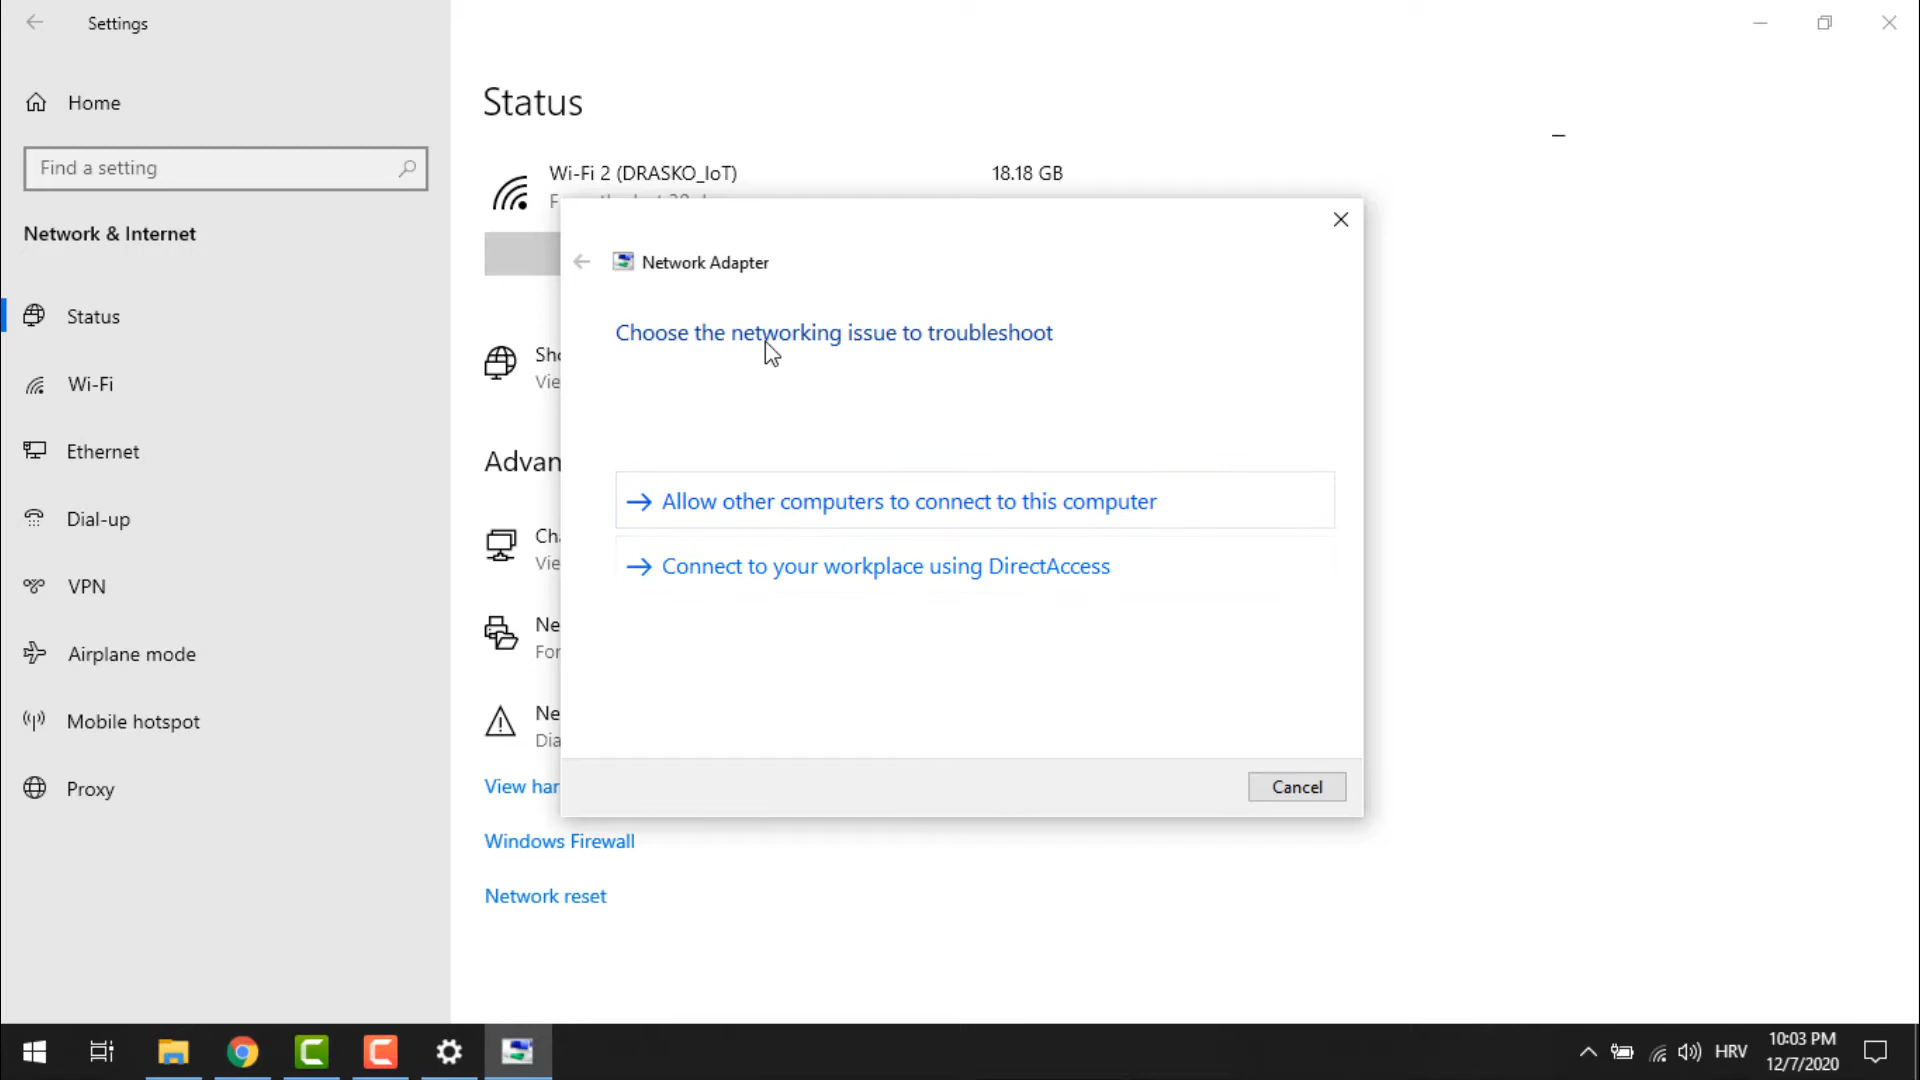 Settings
Home
Find a setting
Network & Internet
Status
Wi-Fi
Ethernet
Dial-up
VPN
Airplane mode
Mobile hotspot
Proxy
Status
Wi-Fi 2 (DRASKO_IoT) 18.18 GB
Sho
Vie
Advan
Cha
Vie
Ne
For
Ne
Dia
View har
Windows Firewall
Network reset
Network Adapter
Choose the networking issue to troubleshoot
Allow other computers to connect to this computer
Connect to your workplace using DirectAccess
Cancel
HRV
10:03 PM
12/7/2020